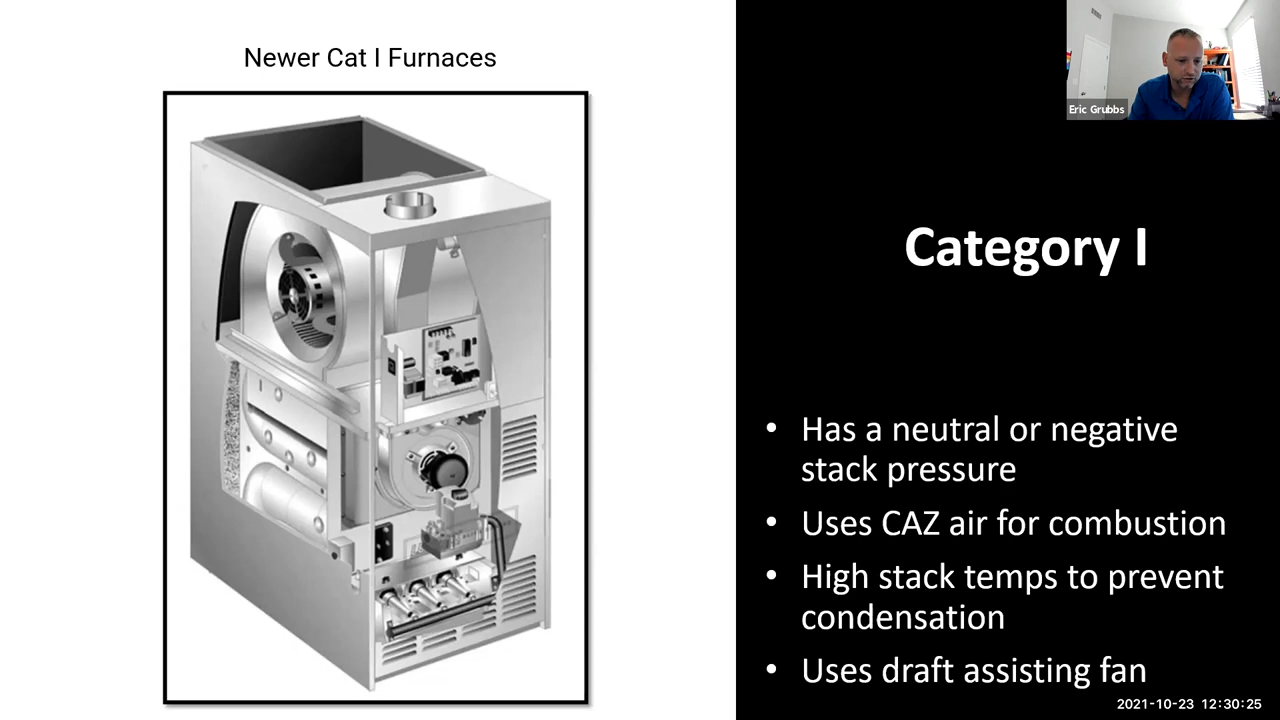 Newer Cat I Furnaces
Eric Grubbs
Category I
• Has a neutral or negative
stack pressure
• Uses CAZ air for combustion
• High stack temps to prevent
condensation
• Uses draft assisting fan
2021-10-23 12:30:25